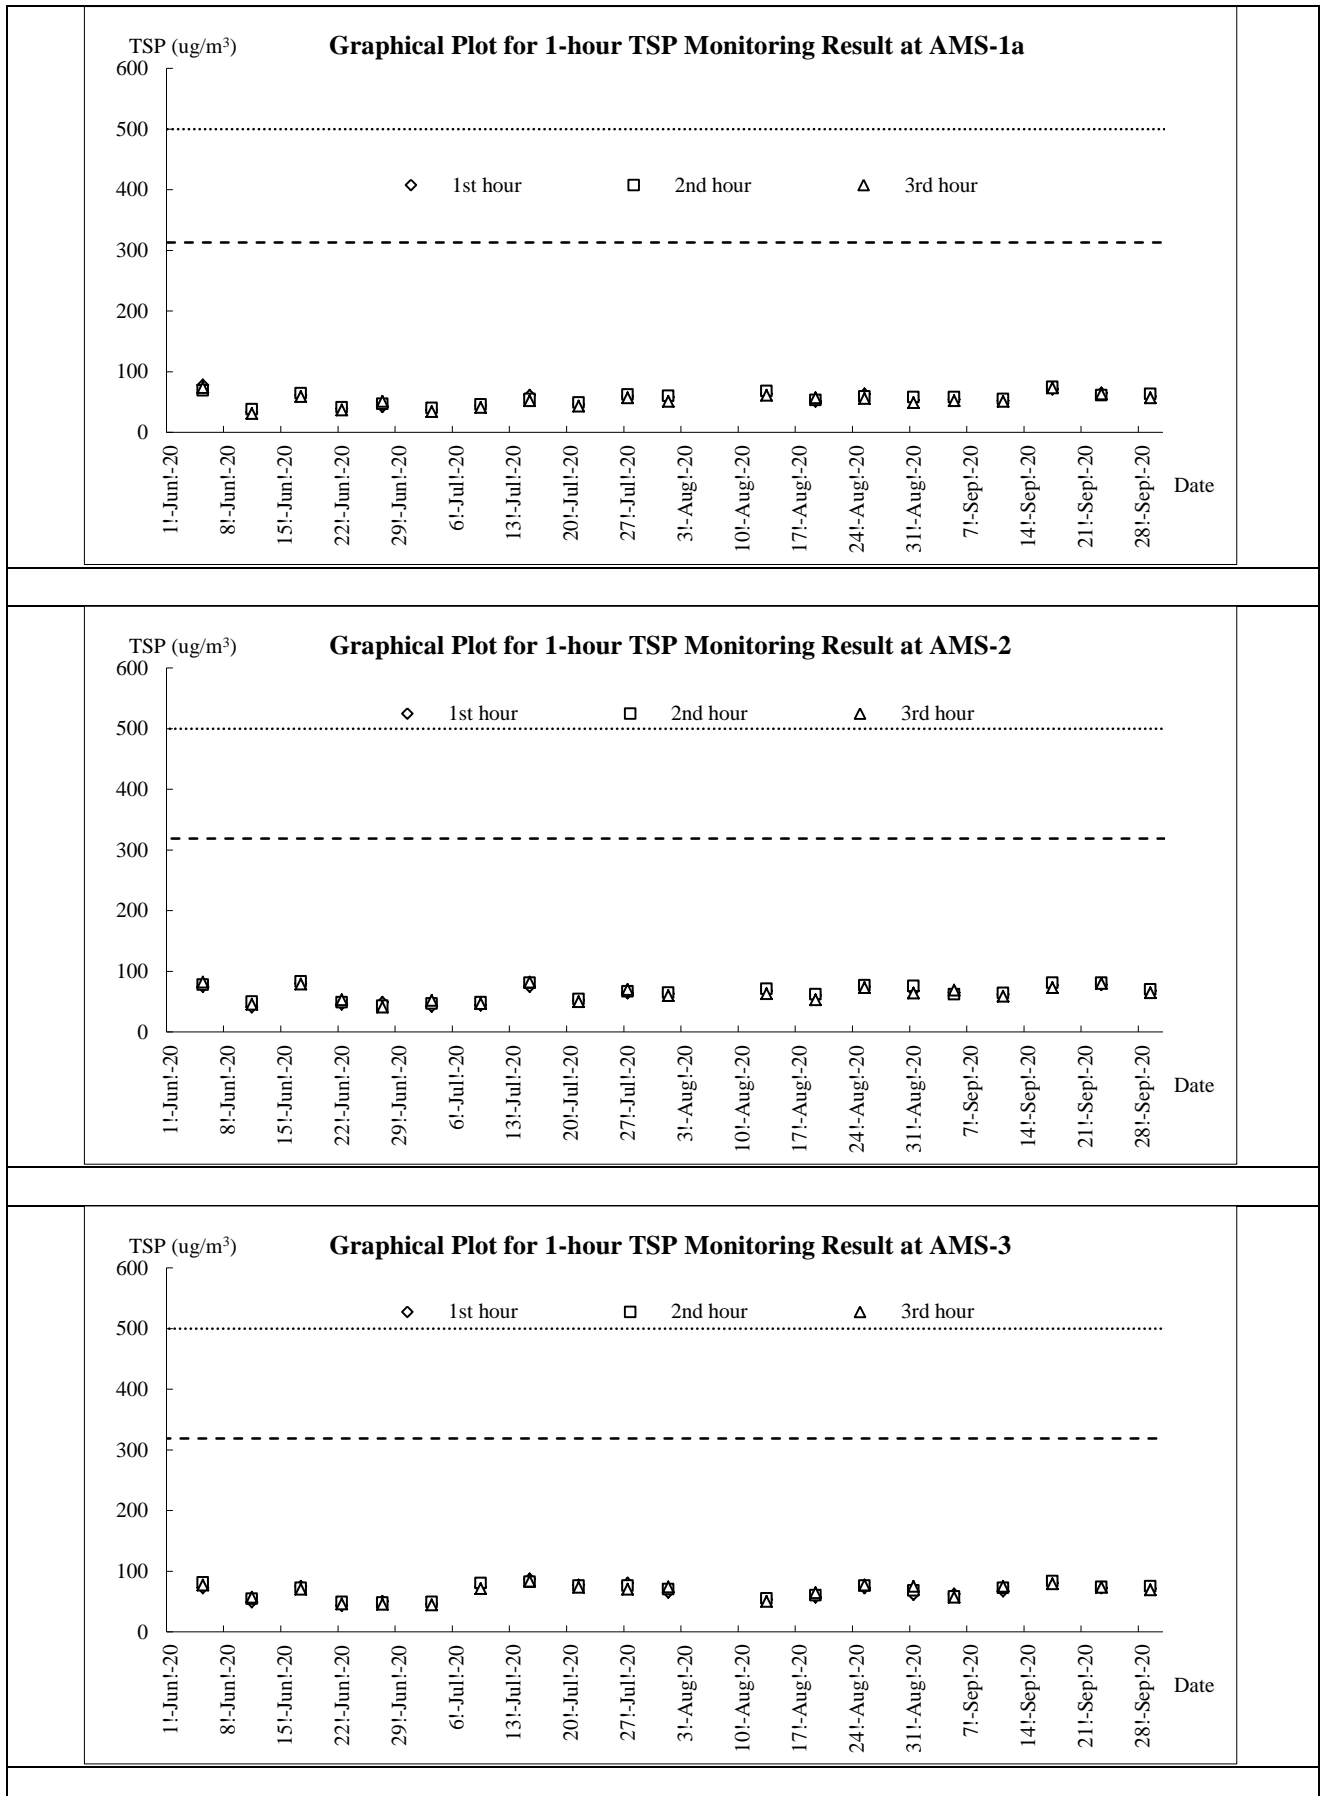 TSP (ug/m³) Graphical Plot for 1-hour TSP Monitoring Result at AMS-1a
600
500
1st hour 2nd hour 3rd hour
400
300
200
100
0
1!-Jun!-20 8!-Jun!-20 15!-Jun!-20 22!-Jun!-20 29!-Jun!-20 6!-Jul!-20 13!-Jul!-20 20!-Jul!-20 27!-Jul!-20 3!-Aug!-20 10!-Aug!-20 17!-Aug!-20 24!-Aug!-20 31!-Aug!-20 7!-Sep!-20 14!-Sep!-20 21!-Sep!-20 28!-Sep!-20
Date
TSP (ug/m³) Graphical Plot for 1-hour TSP Monitoring Result at AMS-2
600
1st hour 2nd hour 3rd hour
500
400
300
200
100
0
1!-Jun!-20 8!-Jun!-20 15!-Jun!-20 22!-Jun!-20 29!-Jun!-20 6!-Jul!-20 13!-Jul!-20 20!-Jul!-20 27!-Jul!-20 3!-Aug!-20 10!-Aug!-20 17!-Aug!-20 24!-Aug!-20 31!-Aug!-20 7!-Sep!-20 14!-Sep!-20 21!-Sep!-20 28!-Sep!-20
Date
TSP (ug/m³) Graphical Plot for 1-hour TSP Monitoring Result at AMS-3
600
1st hour 2nd hour 3rd hour
500
400
300
200
100
0
1!-Jun!-20 8!-Jun!-20 15!-Jun!-20 22!-Jun!-20 29!-Jun!-20 6!-Jul!-20 13!-Jul!-20 20!-Jul!-20 27!-Jul!-20 3!-Aug!-20 10!-Aug!-20 17!-Aug!-20 24!-Aug!-20 31!-Aug!-20 7!-Sep!-20 14!-Sep!-20 21!-Sep!-20 28!-Sep!-20
Date